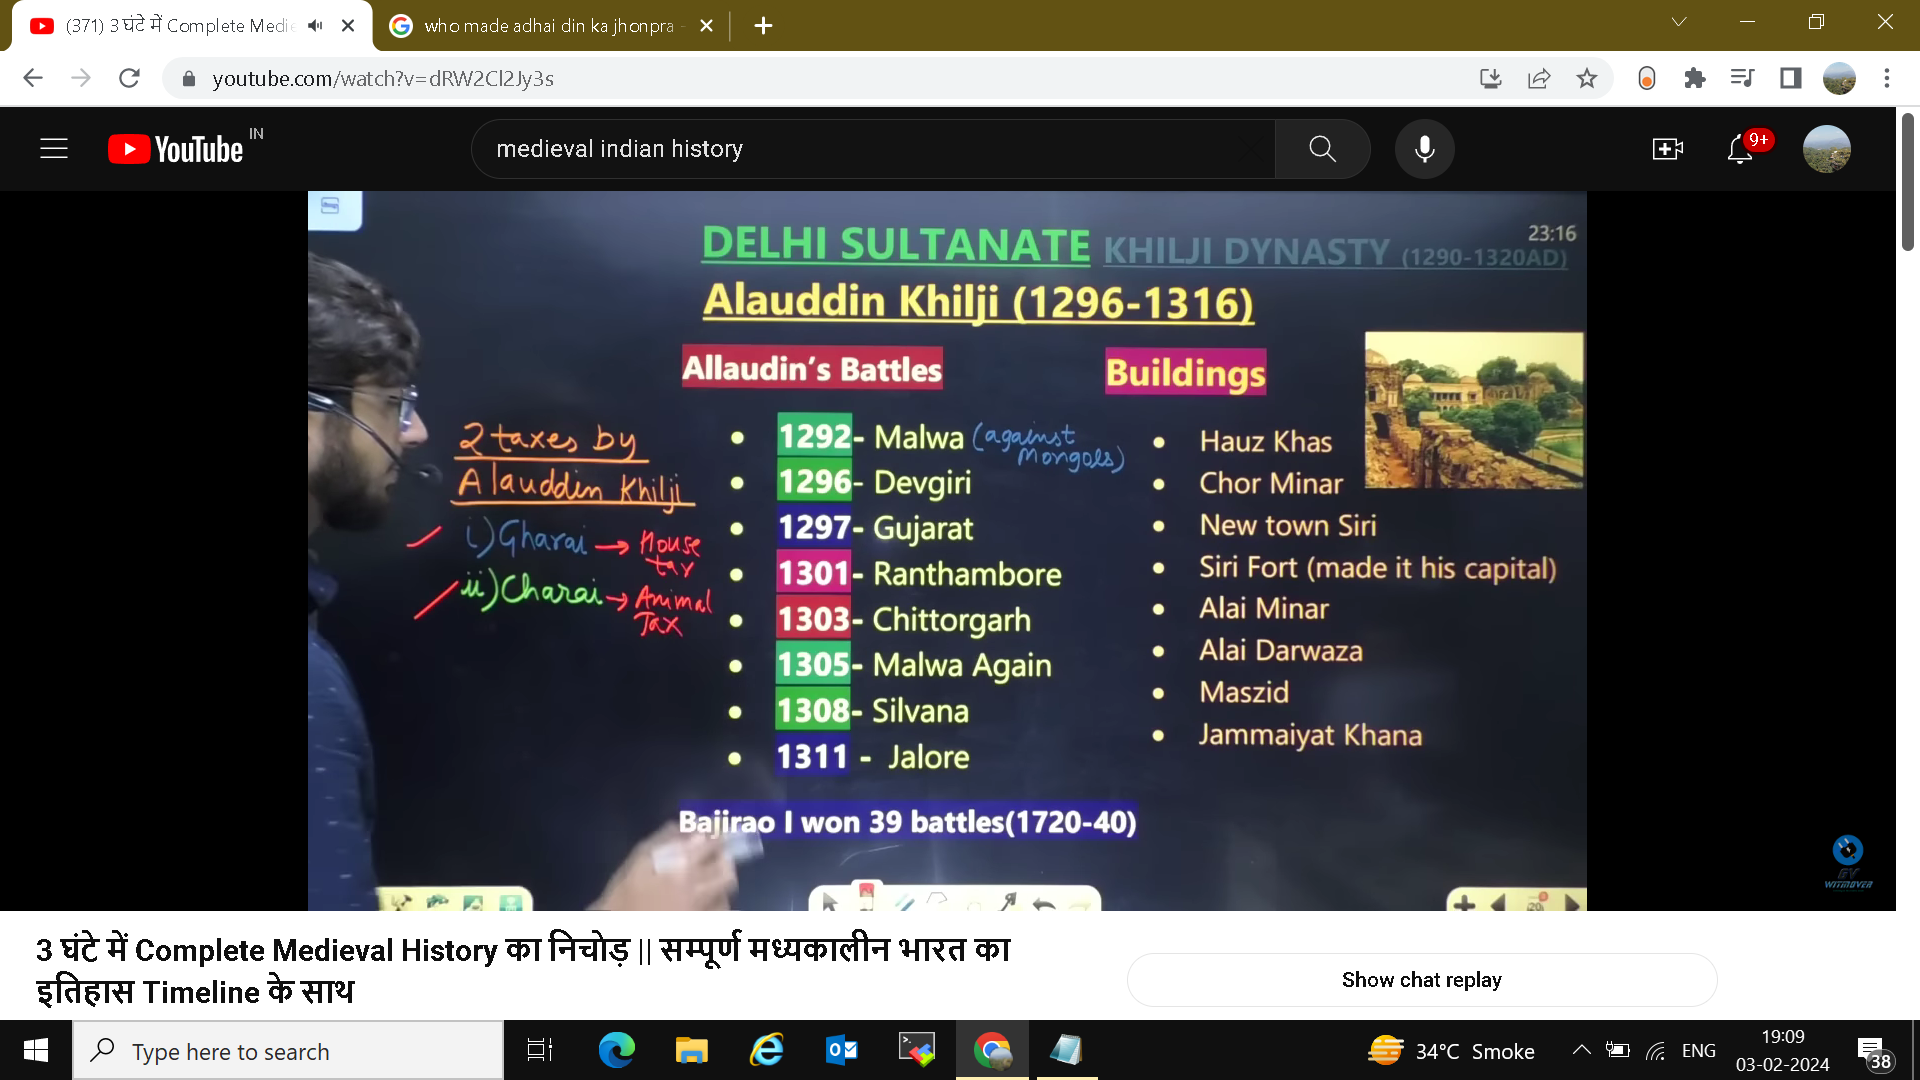 (371) 3 घंटे में Complete Medie
who made adhai din ka jhonpra -
youtube.com/watch?v=dRW2Cl2Jy3s
YouTube IN
medieval indian history
9+
DELHI SULTANATE KHILJI DYNASTY (1290-1320AD)
23:16
Alauddin Khilji (1296-1316)
Allaudin's Battles
Buildings
2 taxes by
Alauddin Khilji
i) Gharai → House tax
ii) Charai → Animal Tax
1292- Malwa (against Mongols)
1296- Devgiri
1297- Gujarat
1301- Ranthambore
1303- Chittorgarh
1305- Malwa Again
1308- Silvana
1311 - Jalore
Hauz Khas
Chor Minar
New town Siri
Siri Fort (made it his capital)
Alai Minar
Alai Darwaza
Maszid
Jammaiyat Khana
Bajirao I won 39 battles(1720-40)
GV
WITMOVER
3 घंटे में Complete Medieval History का निचोड़ || सम्पूर्ण मध्यकालीन भारत का
इतिहास Timeline के साथ
Show chat replay
Type here to search
34°C Smoke
ENG
19:09
03-02-2024
38